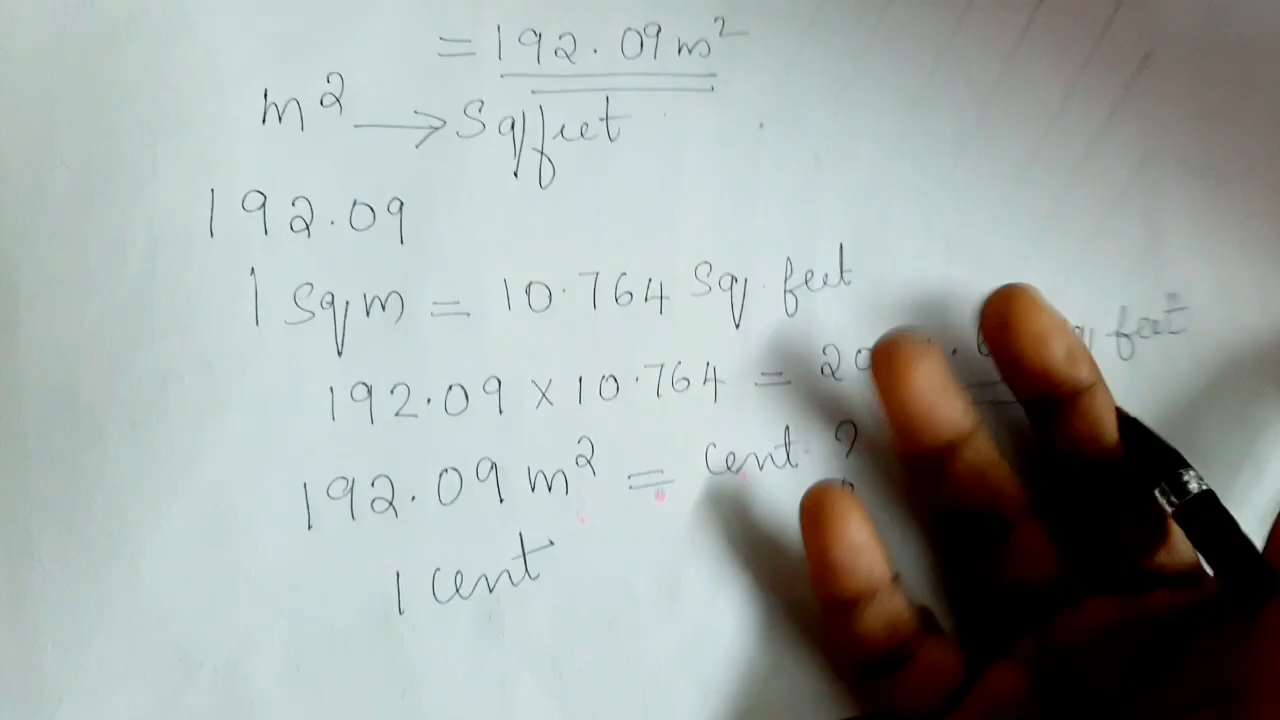 = 192.09 m²
m² → Sq feet
192.09
1 Sq m = 10.764 Sq. feet
192.09 x 10.764 = 20 feet
192.09 m² = cent ?
1 cent